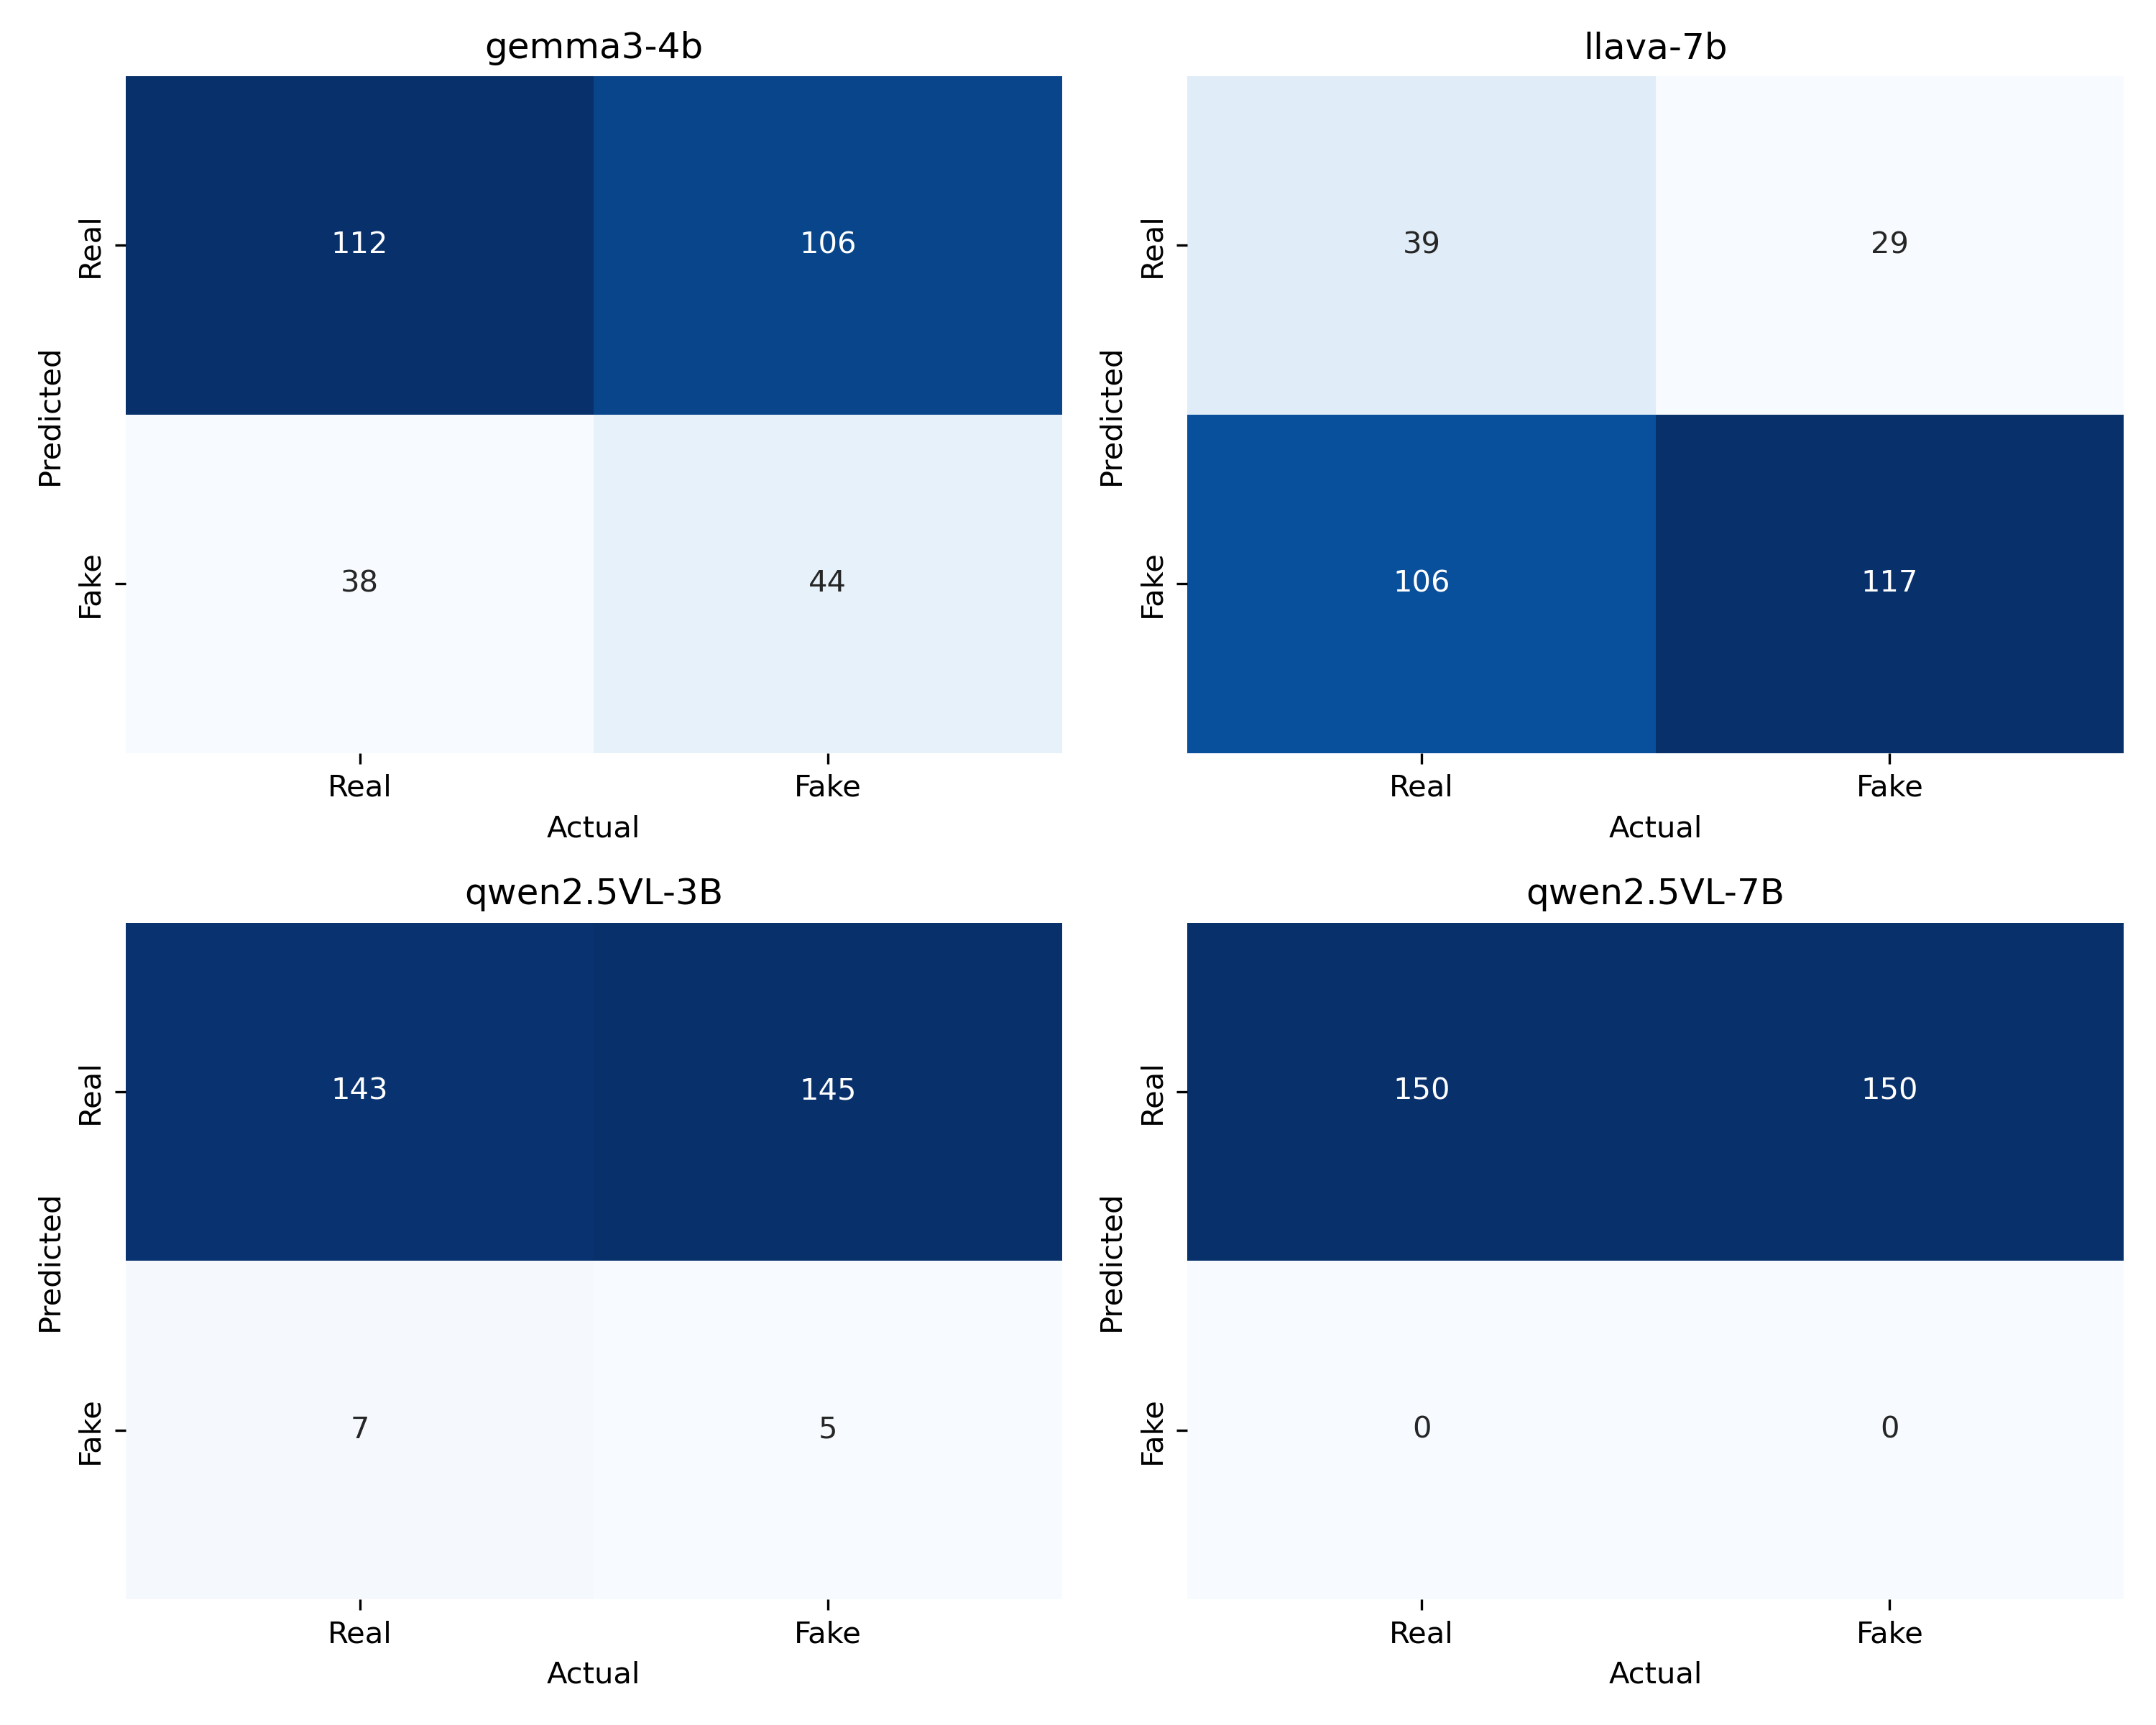 gemma3-4b
Predicted
Real
112
106
Fake
38
44
Real
Fake
Actual
llava-7b
Predicted
Real
39
29
Fake
106
117
Real
Fake
Actual
qwen2.5VL-3B
Predicted
Real
143
145
Fake
7
5
Real
Fake
Actual
qwen2.5VL-7B
Predicted
Real
150
150
Fake
0
0
Real
Fake
Actual